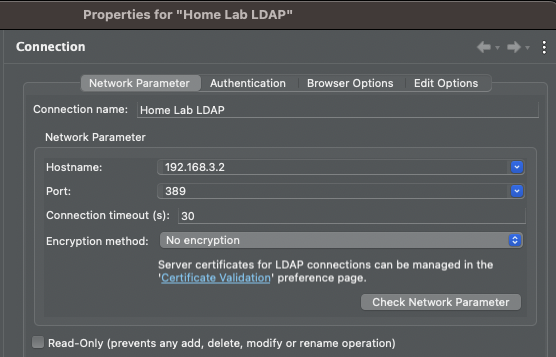 Properties for "Home Lab LDAP"
Connection
Network Parameter Authentication Browser Options Edit Options
Connection name: Home Lab LDAP
Network Parameter
Hostname: 192.168.3.2
Port: 389
Connection timeout (s): 30
Encryption method: No encryption
Server certificates for LDAP connections can be managed in the
'Certificate Validation' preference page.
Check Network Parameter
Read-Only (prevents any add, delete, modify or rename operation)